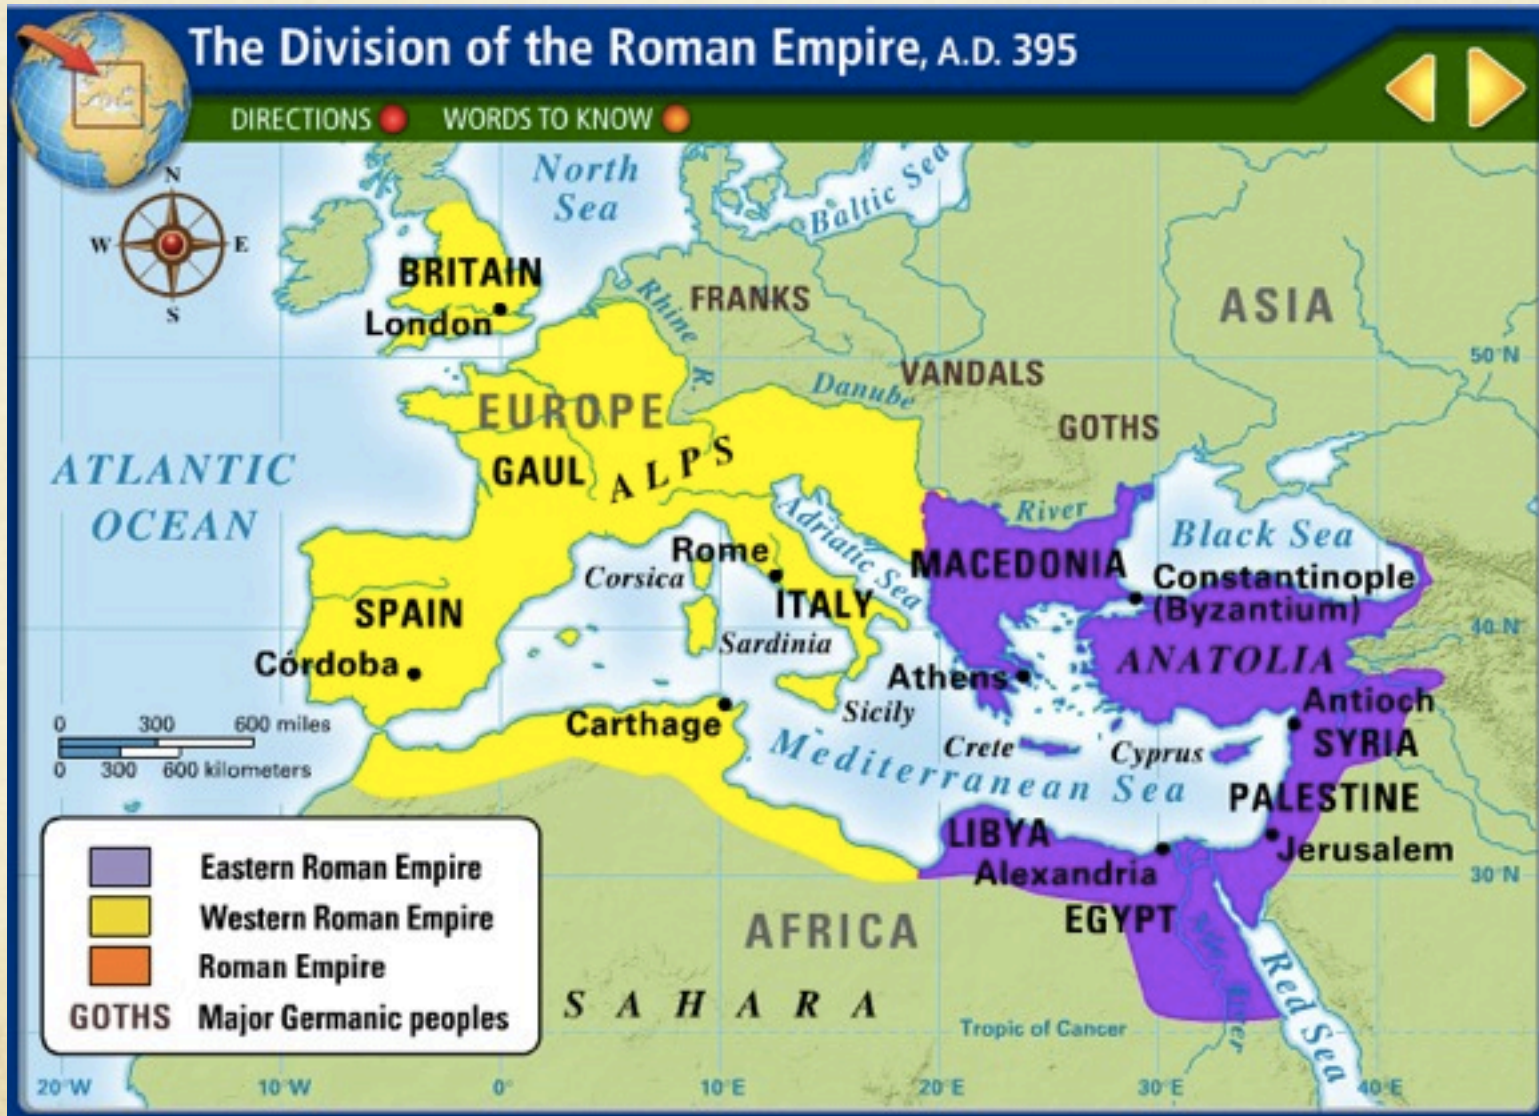 The Division of the Roman Empire, A.D. 395
DIRECTIONS
WORDS TO KNOW
N
W
E
S
North
Sea
Baltic Sea
BRITAIN
London
Rhine
R.
FRANKS
ASIA
50°N
VANDALS
Danube
EUROPE
GOTHS
GAUL
ALPS
ATLANTIC
OCEAN
River
Black Sea
Adriatic Sea
Rome
Corsica
MACEDONIA
Constantinople
(Byzantium)
ITALY
SPAIN
40°N
Sardinia
ANATOLIA
Córdoba
Athens
Antioch
Sicily
Carthage
0 300 600 miles
0 300 600 kilometers
Crete
Cyprus
SYRIA
Mediterranean Sea
PALESTINE
LIBYA
Jerusalem
Alexandria
30°N
EGYPT
AFRICA
Nile
River
Red Sea
SAHARA
Tropic of Cancer
Eastern Roman Empire
Western Roman Empire
Roman Empire
GOTHS Major Germanic peoples
20°W
10°W
0°
10°E
20°E
30°E
40°E